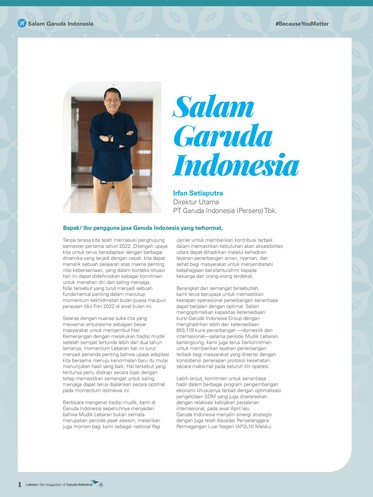 Salam Garuda Indonesia
#BecauseYouMatter
Salam
Garuda
Indonesia
Irfan Setiaputra
Direktur Utama
PT Garuda Indonesia (Persero) Tbk.
Bapak/ Ibu pengguna jasa Garuda Indonesia yang terhormat,
Tanpa terasa kita telah memasuki penghujung
semester pertama tahun 2022. Ditengah upaya
kita untuk terus beradaptasi dengan berbagai
dinamika yang terjadi dengan cepat, kita dapat
menarik sebuah pelajaran atas makna penting
nilai kebersamaan, yang dalam konteks situasi
hari ini dapat didefinisikan sebagai komitmen
untuk menahan diri dan saling menjaga.
Nilai tersebut yang turut menjadi sebuah
fundamental penting dalam menutup
momentum kekhidmatan bulan puasa maupun
perayaan Idul Fitri 2022 di awal bulan ini.
Selaras dengan nuansa suka cita yang
mewarnai antusiasme sebagian besar
masyarakat untuk menyambut Hari
Kemenangan dengan melakukan tradisi mudik
setelah sempat tertunda lebih dari dua tahun
lamanya, momentum Lebaran kali ini turut
menjadi penanda penting bahwa upaya adaptasi
kita bersama menuju kenormalan baru itu mulai
menunjukan hasil yang baik. Hal tersebut yang
tentunya perlu disikapi secara bijak dengan
tetap memastikan semangat untuk saling
menjaga dapat terus dijalankan secara optimal
pada momentum istimewa ini.
Berbicara mengenai tradisi mudik, kami di
Garuda Indonesia sepenuhnya menyadari
bahwa Mudik Lebaran bukan semata
merupakan periode peak season, melainkan
juga momen bagi kami sebagai national flag
carrier untuk memberikan kontribusi terbaik
dalam memastikan kebutuhan akan aksesibilitas
udara dapat dihadirkan melalui kehadiran
layanan penerbangan aman, nyaman, dan
sehat bagi masyarakat untuk menjembatani
kebahagiaan bersilahturahmi kepada
keluarga dan orang-orang terdekat.
Berangkat dari semangat tersebutlah,
kami terus berupaya untuk memastikan
kesiapan operasional penerbangan senantiasa
dapat berjalan dengan optimal. Selain
mengoptimalkan kapasitas ketersediaan
kursi Garuda Indonesia Group dengan
menghadirkan lebih dari ketersediaan
855.118 kursi penerbangan —domestik dan
internasional—selama periode Mudik Lebaran
berlangsung, kami juga terus berkomitmen
untuk memberikan layanan penerbangan
terbaik bagi masyarakat yang disertai dengan
konsistensi penerapan protokol kesehatan
secara maksimal pada seluruh lini operasi.
Lebih lanjut, komitmen untuk senantiasa
hadir dalam berbagai program pengembangan
ekonomi khususnya terkait dengan optimalisasi
pengelolaan SDM yang juga diselaraskan
dengan relaksasi kebijakan perjalanan
internasional, pada awal April lalu
Garuda Indonesia menjalin sinergi strategis
dengan juga telah Asosiasi Penyelenggara
Permagangan Luar Negeri (AP2LN) Melalui
1
colours: the magazine of Garuda Indonesia